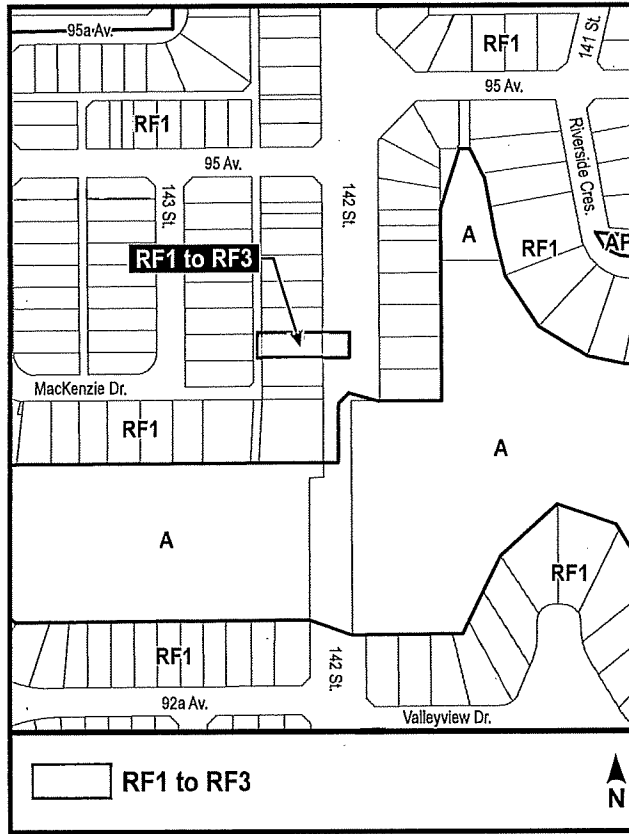 95a Av.
RF1
141 St.
95 Av.
RF1
95 Av.
Riverside Cres.
143 St.
142 St.
A
RF1
AP
RF1 to RF3
MacKenzie Dr.
RF1
A
A
RF1
RF1
142 St.
92a Av.
Valleyview Dr.
RF1 to RF3
N